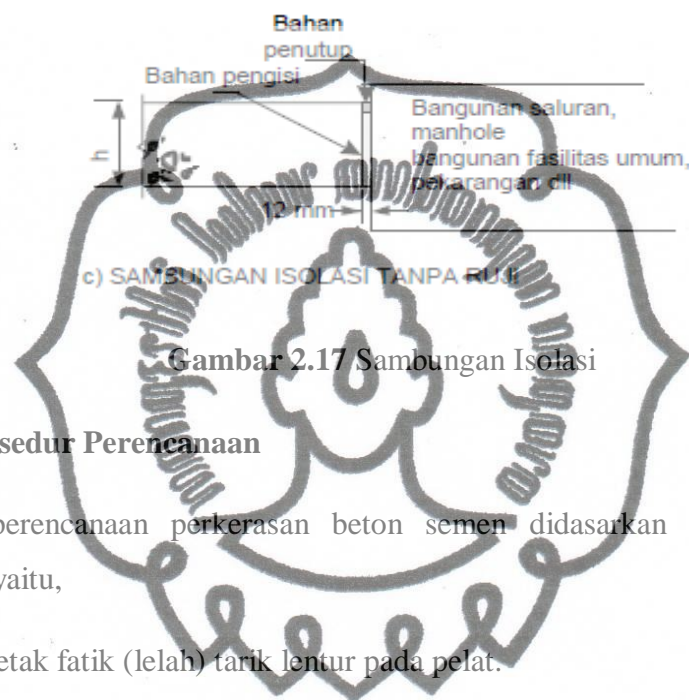 Bahan
penutup
Bahan pengisi
Bangunan saluran,
manhole
bangunan fasilitas umum,
pekarangan dll
h
12 mm
c) SAMBUNGAN ISOLASI TANPA RUJI
Gambar 2.17 Sambungan Isolasi
sedur Perencanaan
perencanaan perkerasan beton semen didasarkan
yaitu,
etak fatik (lelah) tarik lentur pada pelat.